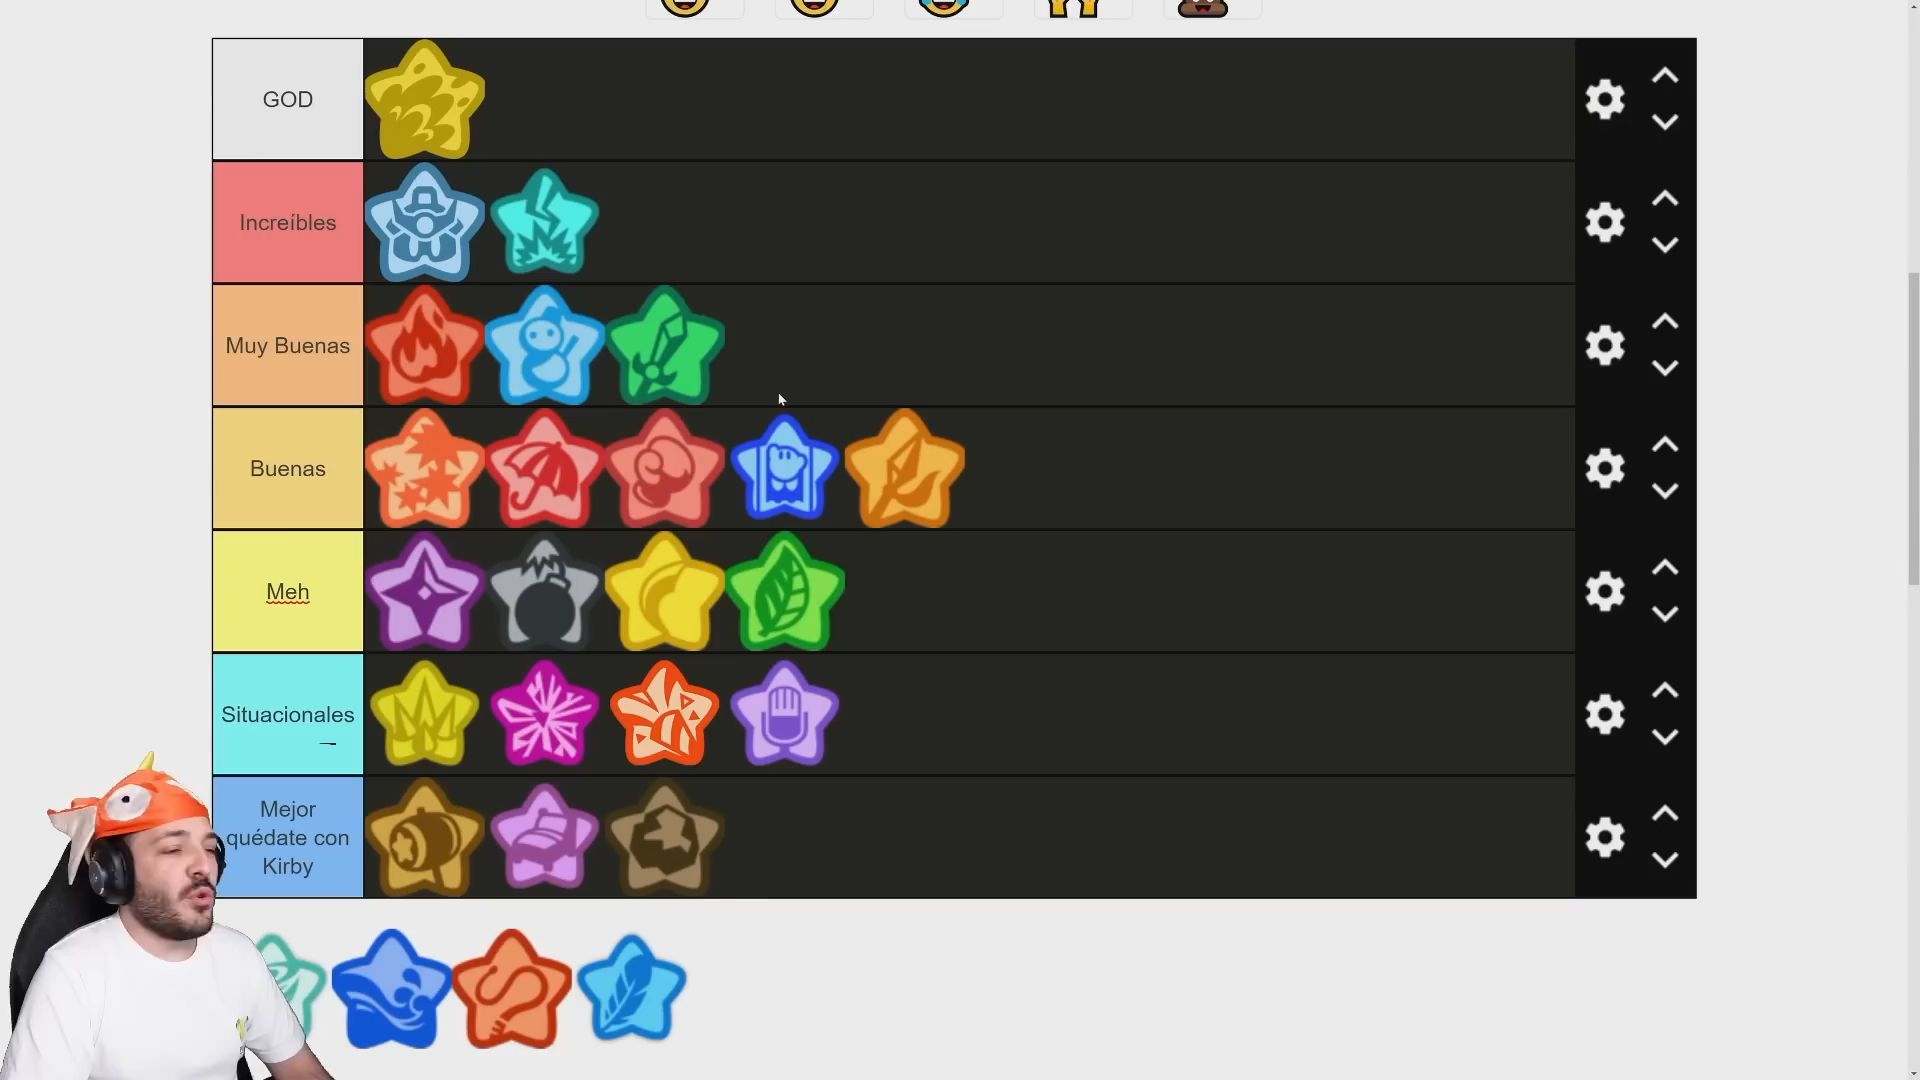 GOD
Increíbles
Muy Buenas
Buenas
Meh
Situacionales
Mejor
quédate con
Kirby